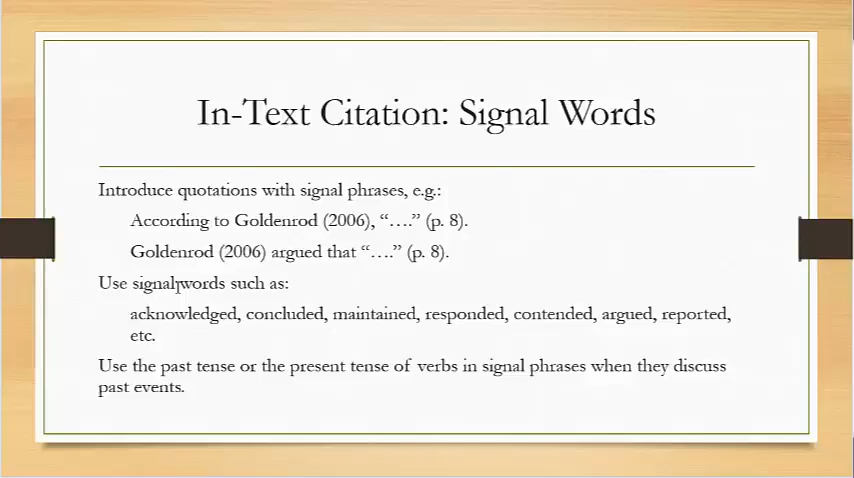 In-Text Citation: Signal Words
Introduce quotations with signal phrases, e.g.:
According to Goldenrod (2006), “….” (p. 8).
Goldenrod (2006) argued that “….” (p. 8).
Use signal words such as:
acknowledged, concluded, maintained, responded, contended, argued, reported,
etc.
Use the past tense or the present tense of verbs in signal phrases when they discuss
past events.